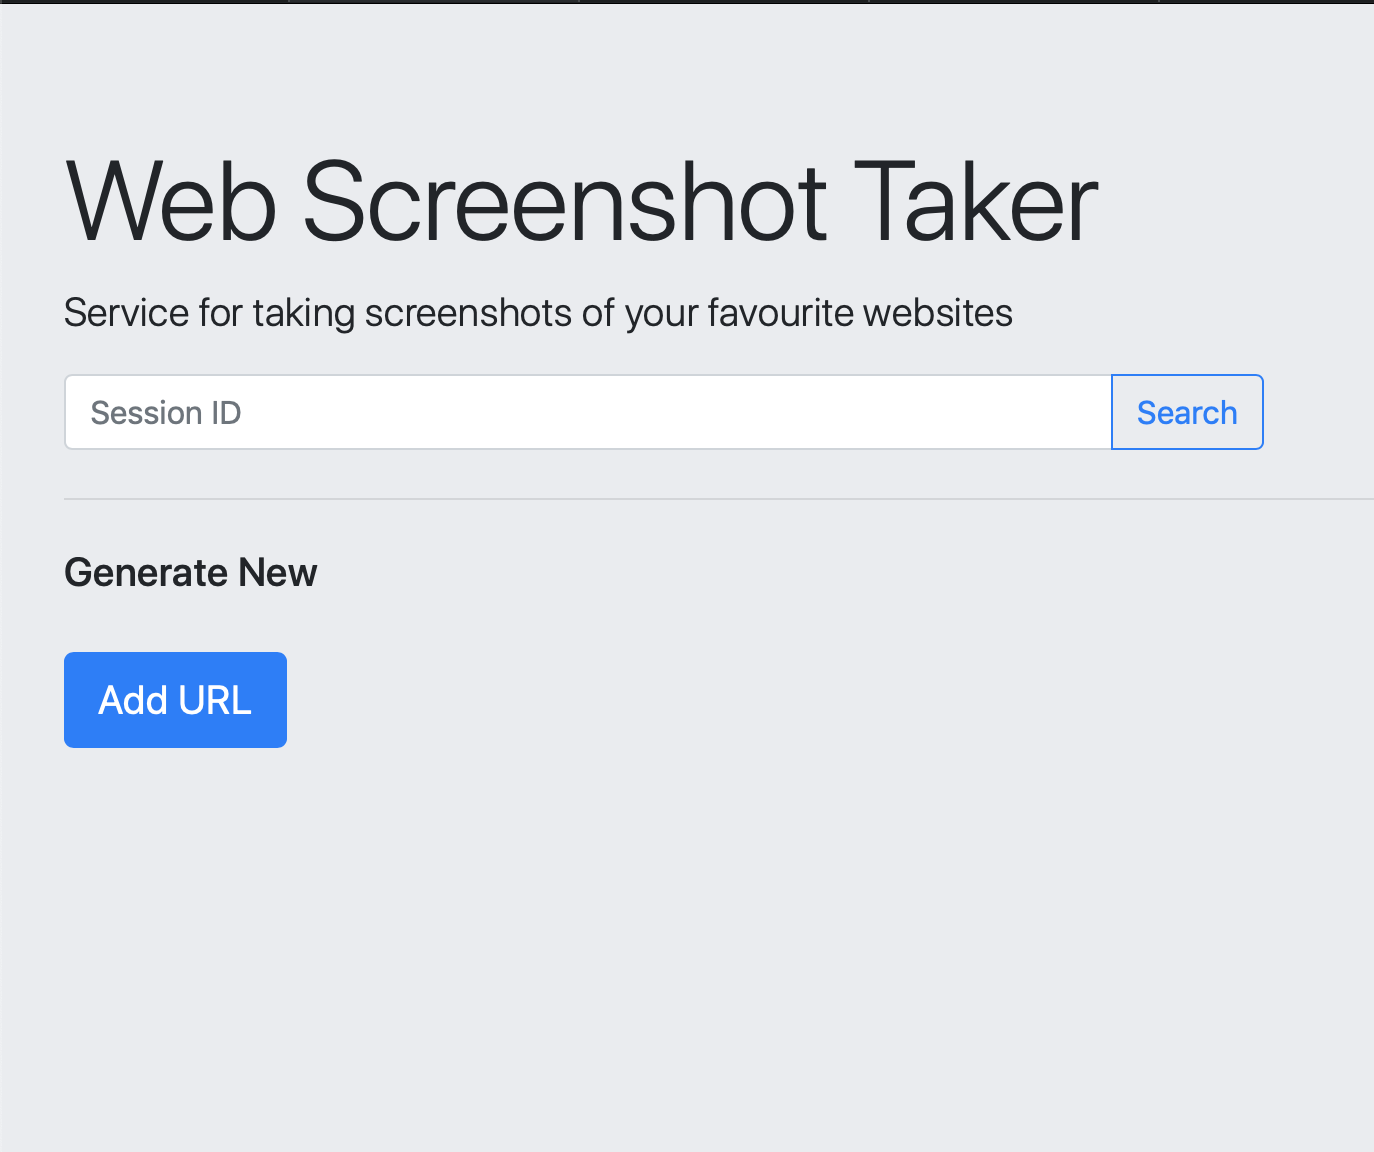 Web Screenshot Taker
Service for taking screenshots of your favourite websites
Session ID
Search
Generate New
Add URL